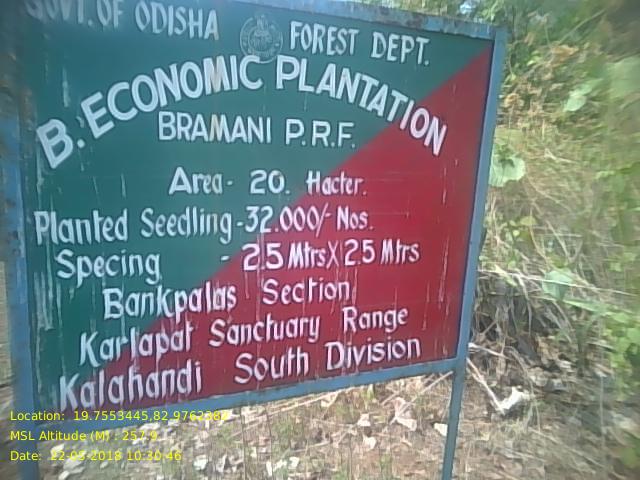 GOVT. OF ODISHA FOREST DEPT.
B. ECONOMIC PLANTATION
BRAMANI P.R.F.
Area- 20. Hacter.
Planted Seedling-32.000/- Nos.
Specing - 2.5 Mtrs X 2.5 Mtrs
Bankpalas Section
Karlapat Sanctuary Range
Kalahandi South Division
Location: 19.7553445,82.9762387
MSL Altitude (M) : 257.9
Date: 22-05-2018 10:30:46